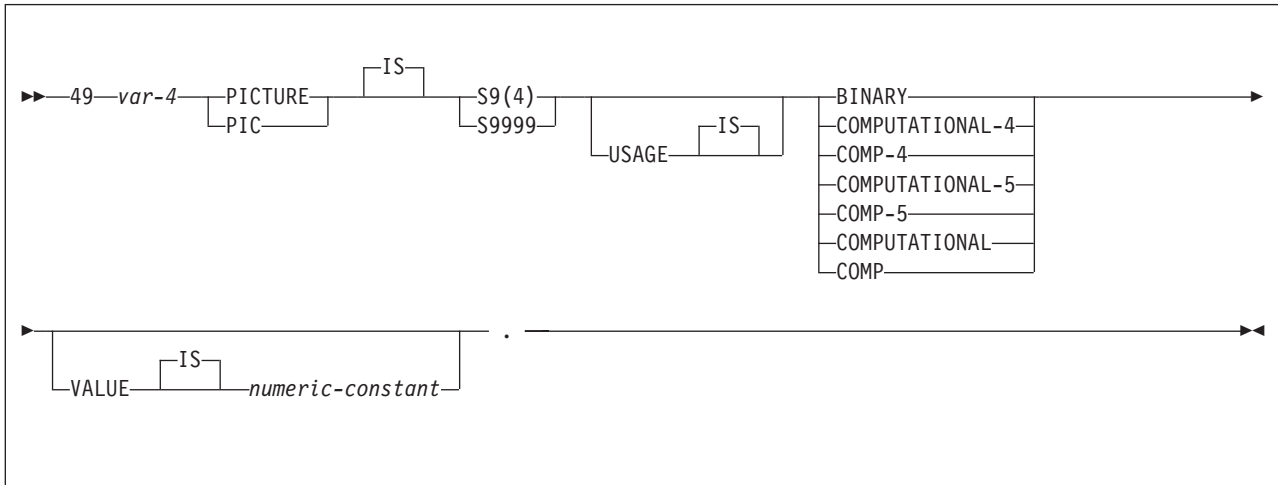 IS
49 var-4 PICTURE S9(4) BINARY
PIC S9999 IS COMPUTATIONAL-4
USAGE COMP-4
COMPUTATIONAL-5
COMP-5
COMPUTATIONAL
COMP
.
IS
VALUE numeric-constant